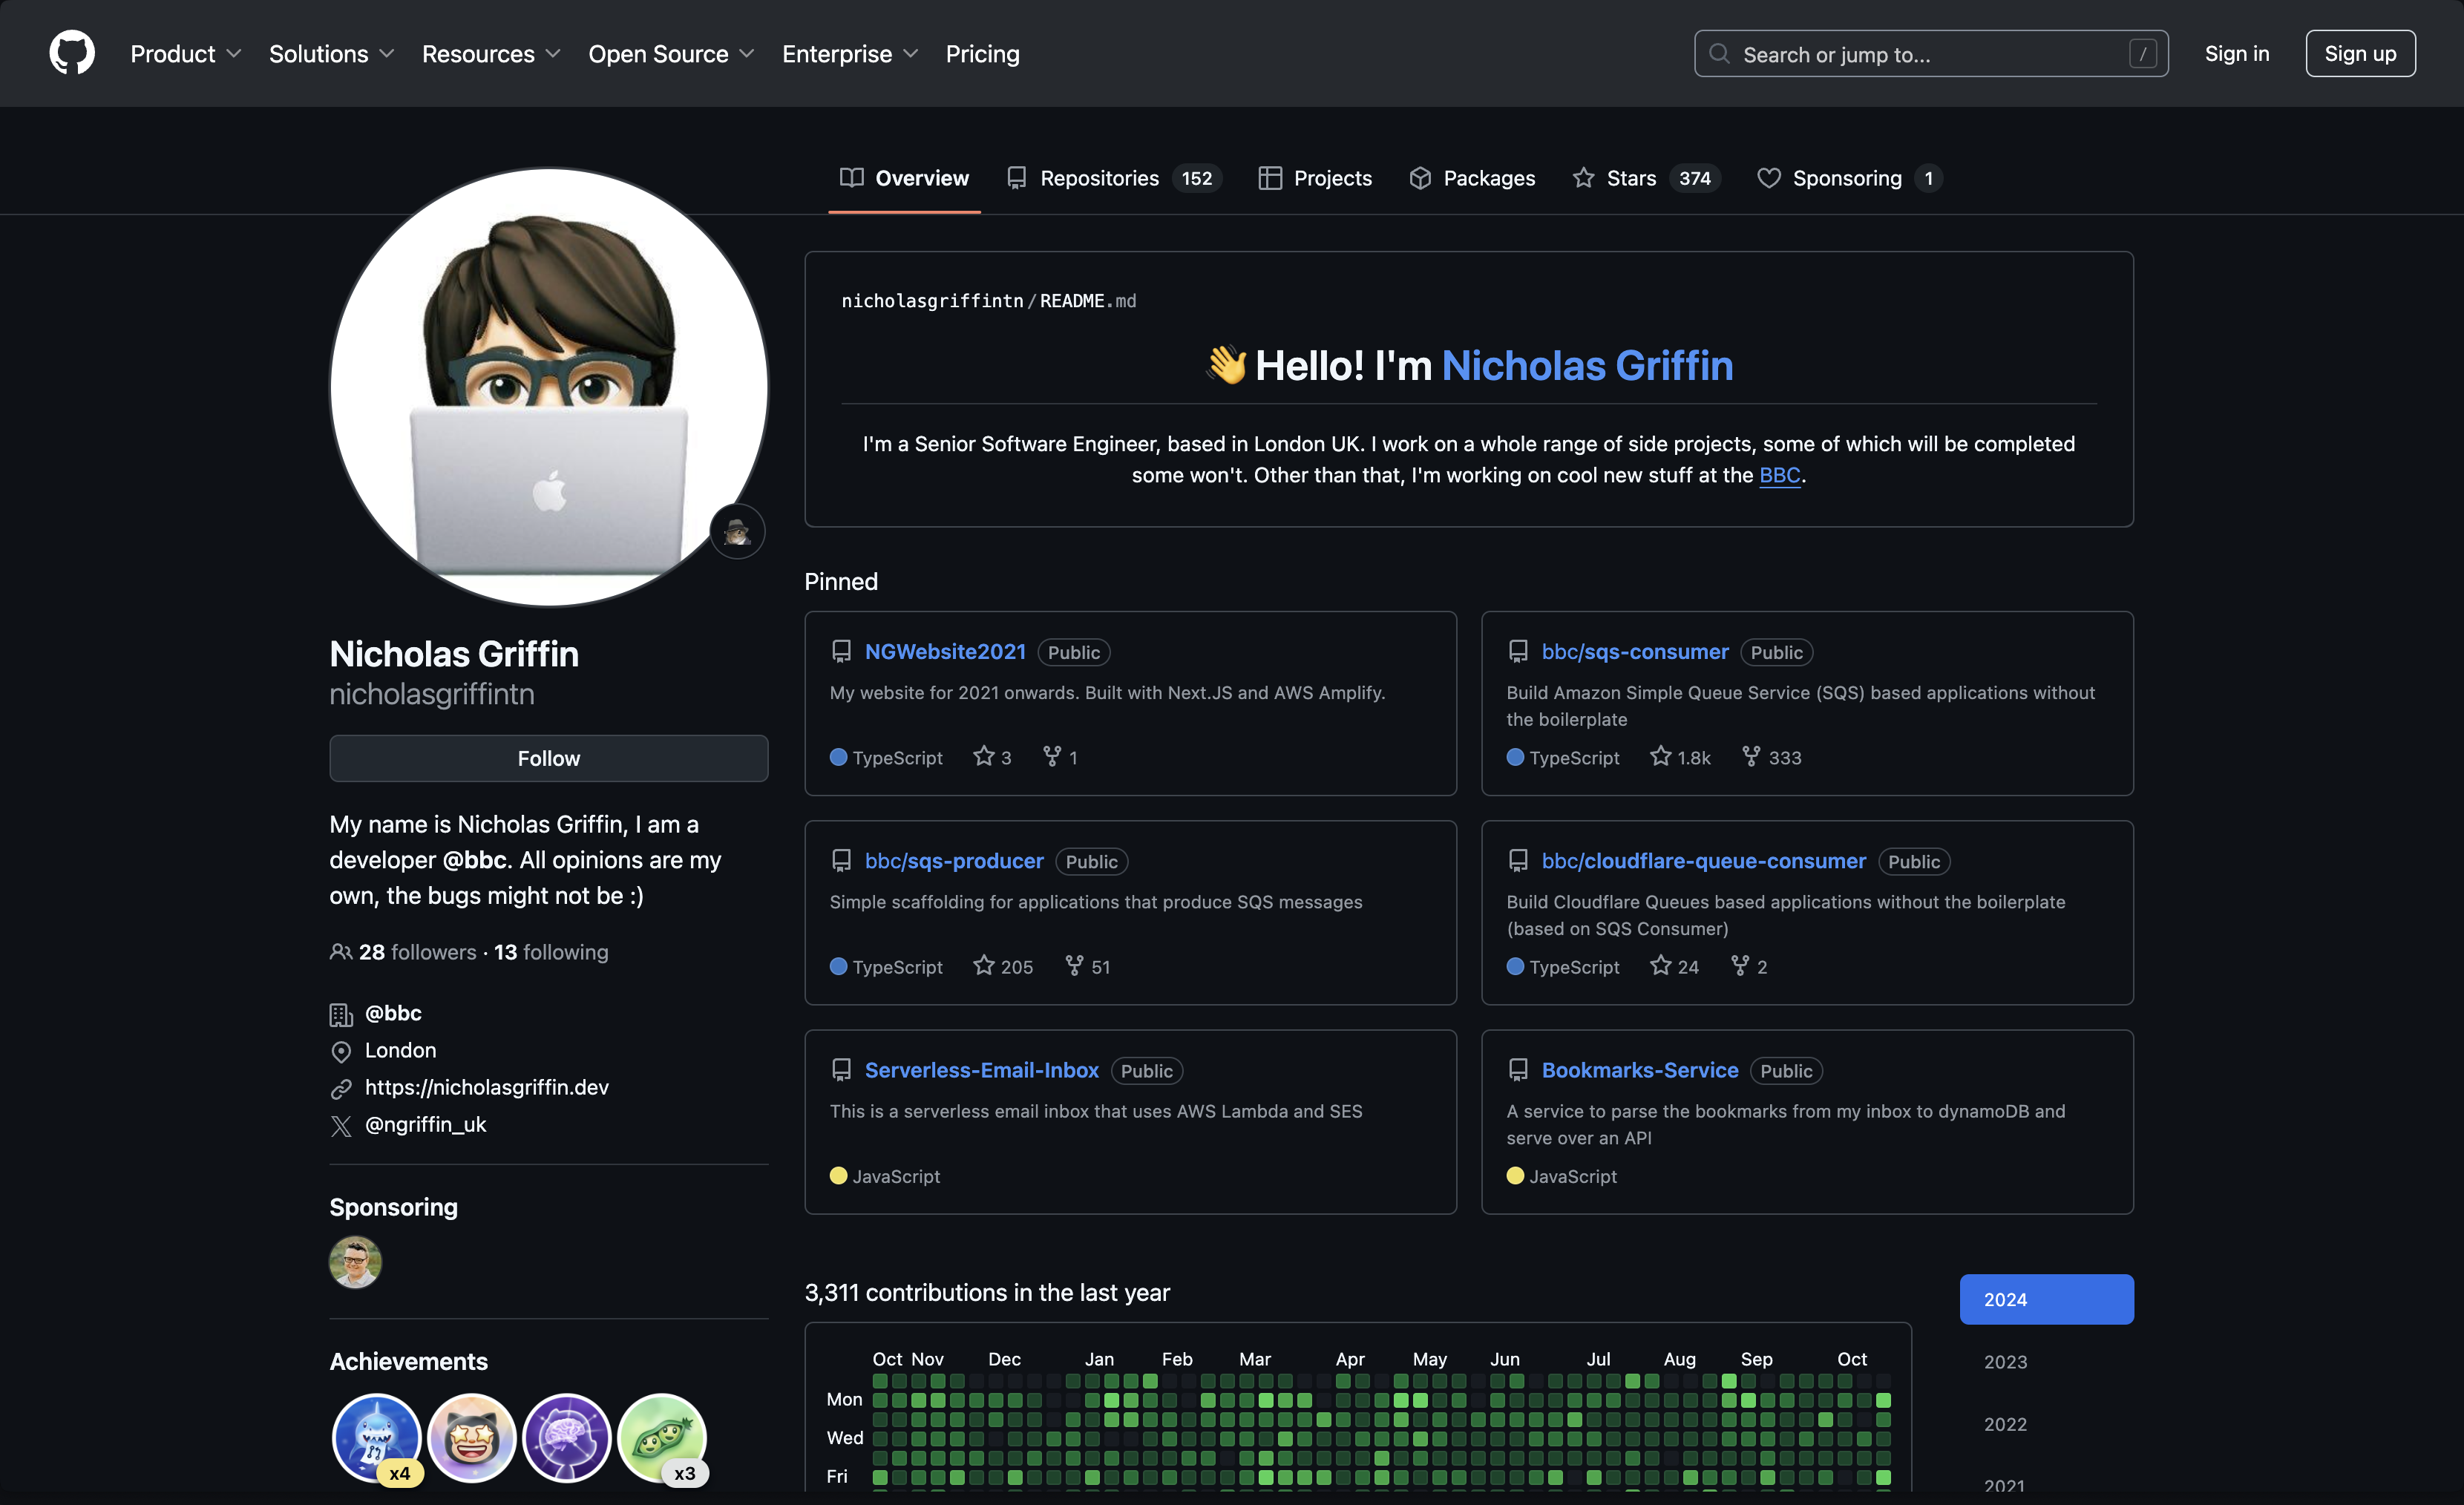 Product Solutions Resources Open Source Enterprise Pricing Search or jump to... / Sign in Sign up
Overview Repositories 152 Projects Packages Stars 374 Sponsoring 1
Nicholas Griffin
nicholasgriffintn
Follow
My name is Nicholas Griffin, I am a
developer @bbc. All opinions are my
own, the bugs might not be :)
28 followers · 13 following
@bbc
London
https://nicholasgriffin.dev
@ngriffin_uk
Sponsoring
Achievements
x4
x3
nicholasgriffintn/README.md
👋 Hello! I'm Nicholas Griffin
I'm a Senior Software Engineer, based in London UK. I work on a whole range of side projects, some of which will be completed
some won't. Other than that, I'm working on cool new stuff at the BBC.
Pinned
NGWebsite2021 Public
My website for 2021 onwards. Built with Next.JS and AWS Amplify.
TypeScript 3 1
bbc/sqs-consumer Public
Build Amazon Simple Queue Service (SQS) based applications without
the boilerplate
TypeScript 1.8k 333
bbc/sqs-producer Public
Simple scaffolding for applications that produce SQS messages
TypeScript 205 51
bbc/cloudflare-queue-consumer Public
Build Cloudflare Queues based applications without the boilerplate
(based on SQS Consumer)
TypeScript 24 2
Serverless-Email-Inbox Public
This is a serverless email inbox that uses AWS Lambda and SES
JavaScript
Bookmarks-Service Public
A service to parse the bookmarks from my inbox to dynamoDB and
serve over an API
JavaScript
3,311 contributions in the last year
Oct Nov Dec Jan Feb Mar Apr May Jun Jul Aug Sep Oct
Mon
Wed
Fri
2024
2023
2022
2021